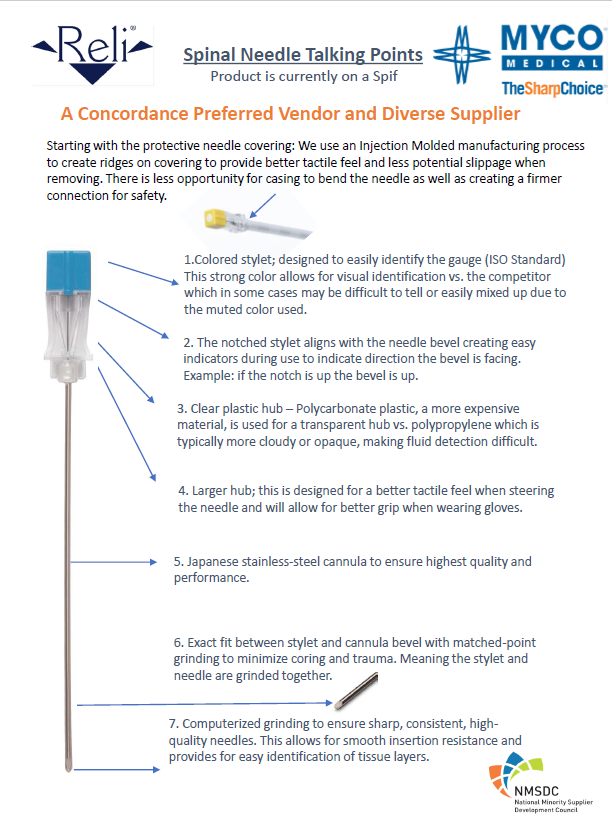 Reli®
Spinal Needle Talking Points
Product is currently on a Spif
MYCO
MEDICAL
TheSharpChoice®
A Concordance Preferred Vendor and Diverse Supplier
Starting with the protective needle covering: We use an Injection Molded manufacturing process
to create ridges on covering to provide better tactile feel and less potential slippage when
removing. There is less opportunity for casing to bend the needle as well as creating a firmer
connection for safety.
1.Colored stylet; designed to easily identify the gauge (ISO Standard)
This strong color allows for visual identification vs. the competitor
which in some cases may be difficult to tell or easily mixed up due to
the muted color used.
2. The notched stylet aligns with the needle bevel creating easy
indicators during use to indicate direction the bevel is facing.
Example: if the notch is up the bevel is up.
3. Clear plastic hub – Polycarbonate plastic, a more expensive
material, is used for a transparent hub vs. polypropylene which is
typically more cloudy or opaque, making fluid detection difficult.
4. Larger hub; this is designed for a better tactile feel when steering
the needle and will allow for better grip when wearing gloves.
5. Japanese stainless-steel cannula to ensure highest quality and
performance.
6. Exact fit between stylet and cannula bevel with matched-point
grinding to minimize coring and trauma. Meaning the stylet and
needle are grinded together.
7. Computerized grinding to ensure sharp, consistent, high-
quality needles. This allows for smooth insertion resistance and
provides for easy identification of tissue layers.
NMSDC
National Minority Supplier
Development Council